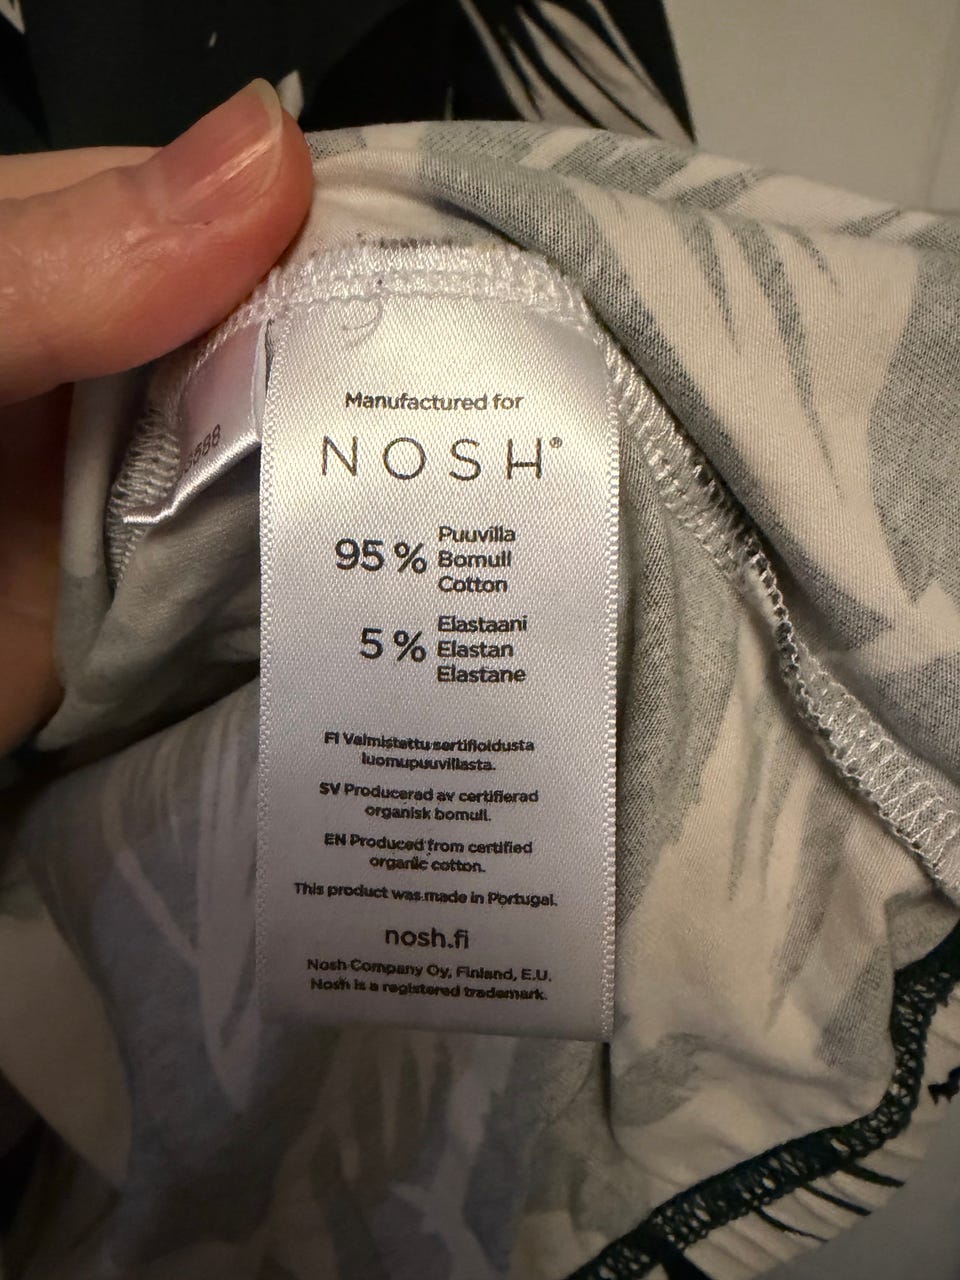 Manufactured for
NOSH®
95 % Puuvilla
Bomull
Cotton
5 % Elastaani
Elastan
Elastane
FI Valmistettu sertifioidusta
luomupuuvillasta.
SV Producerad av certifierad
organisk bomull.
EN Produced from certified
organic cotton.
This product was made in Portugal.
nosh.fi
Nosh Company Oy, Finland, E.U.
Nosh is a registered trademark.